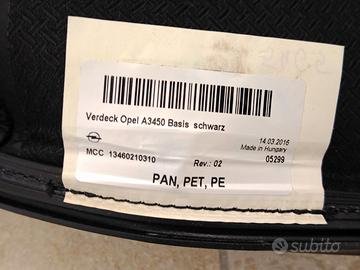 Verdeck Opel A3450 Basis schwarz
14.03.2016
Made in Hungary
MCC 13460210310
Rev.: 02
05299
PAN, PET, PE
subito